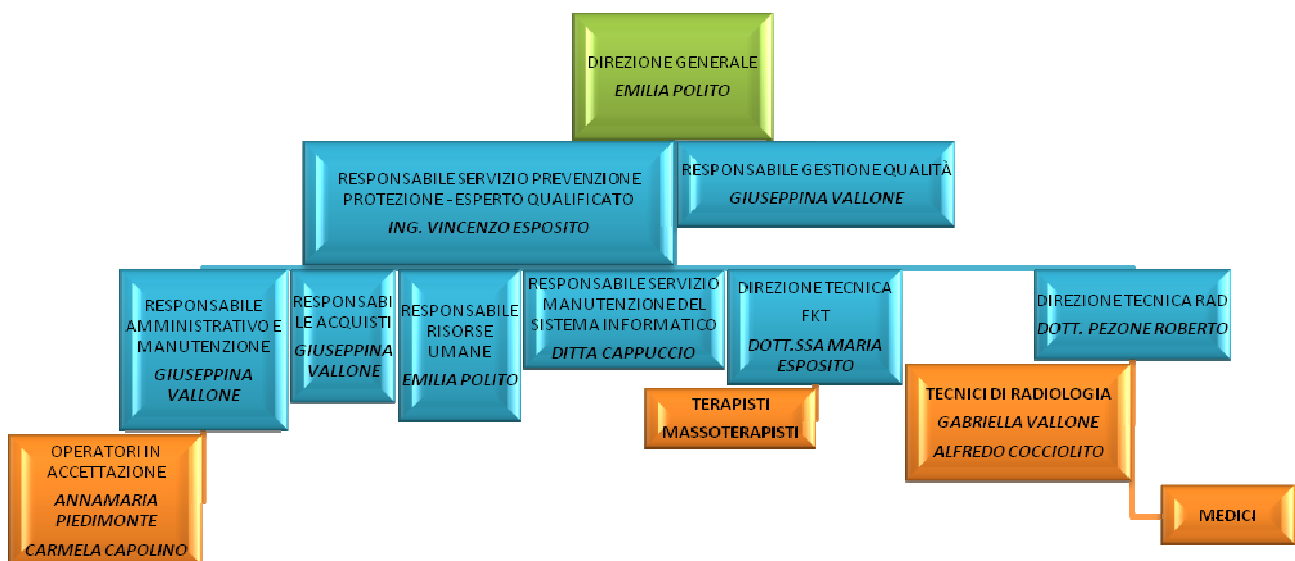 DIREZIONE GENERALE
EMILIA POLITO
RESPONSABILE SERVIZIO PREVENZIONE
PROTEZIONE - ESPERTO QUALIFICATO
ING. VINCENZO ESPOSITO
RESPONSABILE GESTIONE QUALITÀ
GIUSEPPINA VALLONE
RESPONSABILE
AMMINISTRATIVO E
MANUTENZIONE
GIUSEPPINA
VALLONE
RESPONSABI
LE ACQUISTI
GIUSEPPINA
VALLONE
RESPONSABILE
RISORSE
UMANE
EMILIA POLITO
RESPONSABILE SERVIZIO
MANUTENZIONE DEL
SISTEMA INFORMATICO
DITTA CAPPUCCIO
DIREZIONE TECNICA
FKT
DOTT.SSA MARIA
ESPOSITO
DIREZIONE TECNICA RAD
DOTT. PEZONE ROBERTO
OPERATORI IN
ACCETTAZIONE
ANNAMARIA
PIEDIMONTE
CARMELA CAPOLINO
TERAPISTI
MASSOTERAPISTI
TECNICI DI RADIOLOGIA
GABRIELLA VALLONE
ALFREDO COCCIOLITO
MEDICI